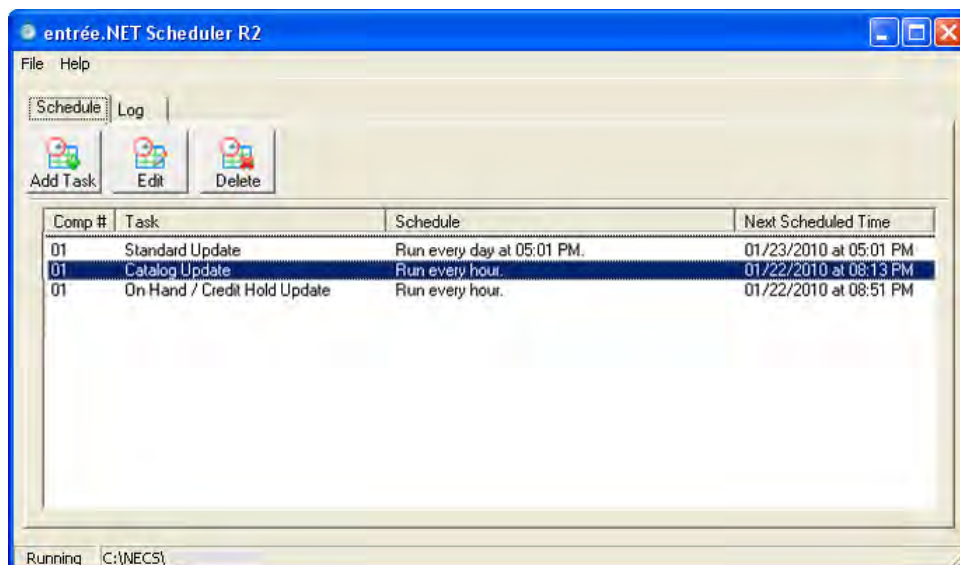 entrée.NET Scheduler R2
File Help
Schedule Log
Add Task Edit Delete
Comp # Task Schedule Next Scheduled Time
01 Standard Update Run every day at 05:01 PM. 01/23/2010 at 05:01 PM
01 Catalog Update Run every hour. 01/22/2010 at 08:13 PM
01 On Hand / Credit Hold Update Run every hour. 01/22/2010 at 08:51 PM
Running C:\NECS\